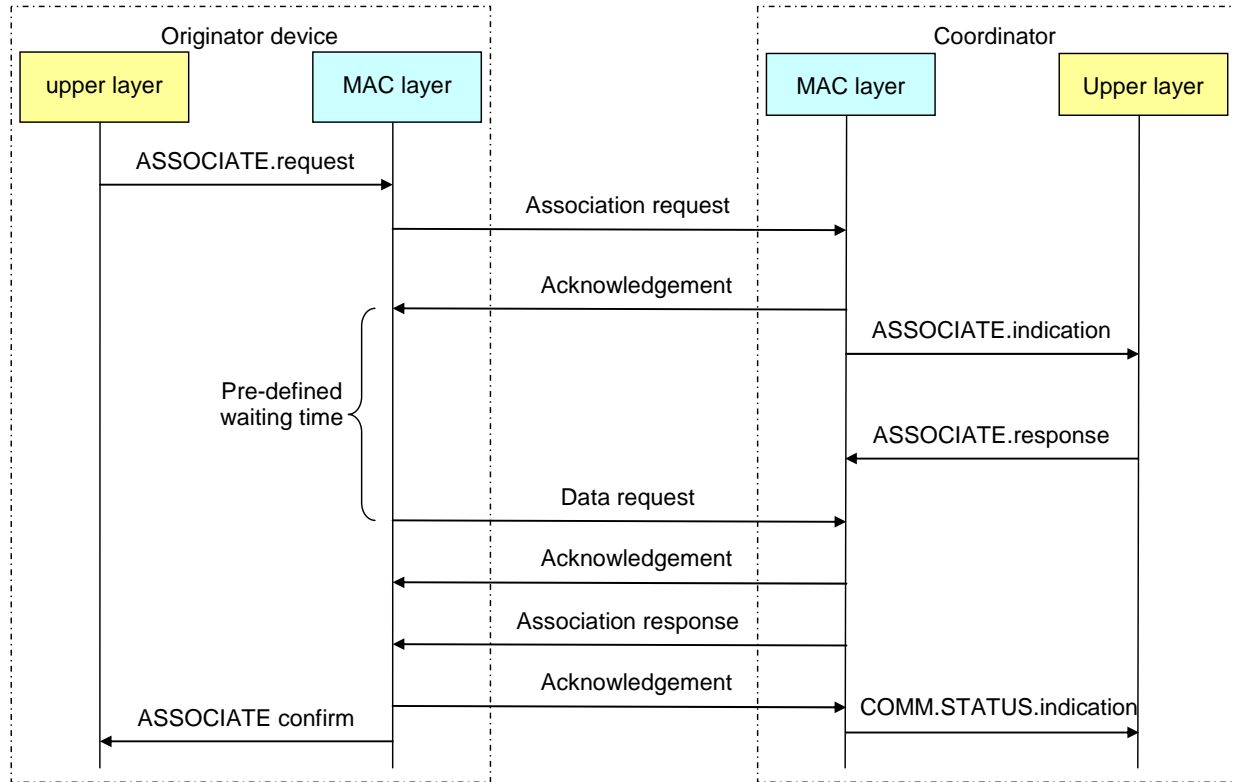 Originator device
Coordinator
upper layer
MAC layer
MAC layer
Upper layer
ASSOCIATE.request
Association request
Acknowledgement
ASSOCIATE.indication
Pre-defined
waiting time
ASSOCIATE.response
Data request
Acknowledgement
Association response
Acknowledgement
COMM.STATUS.indication
ASSOCIATE confirm